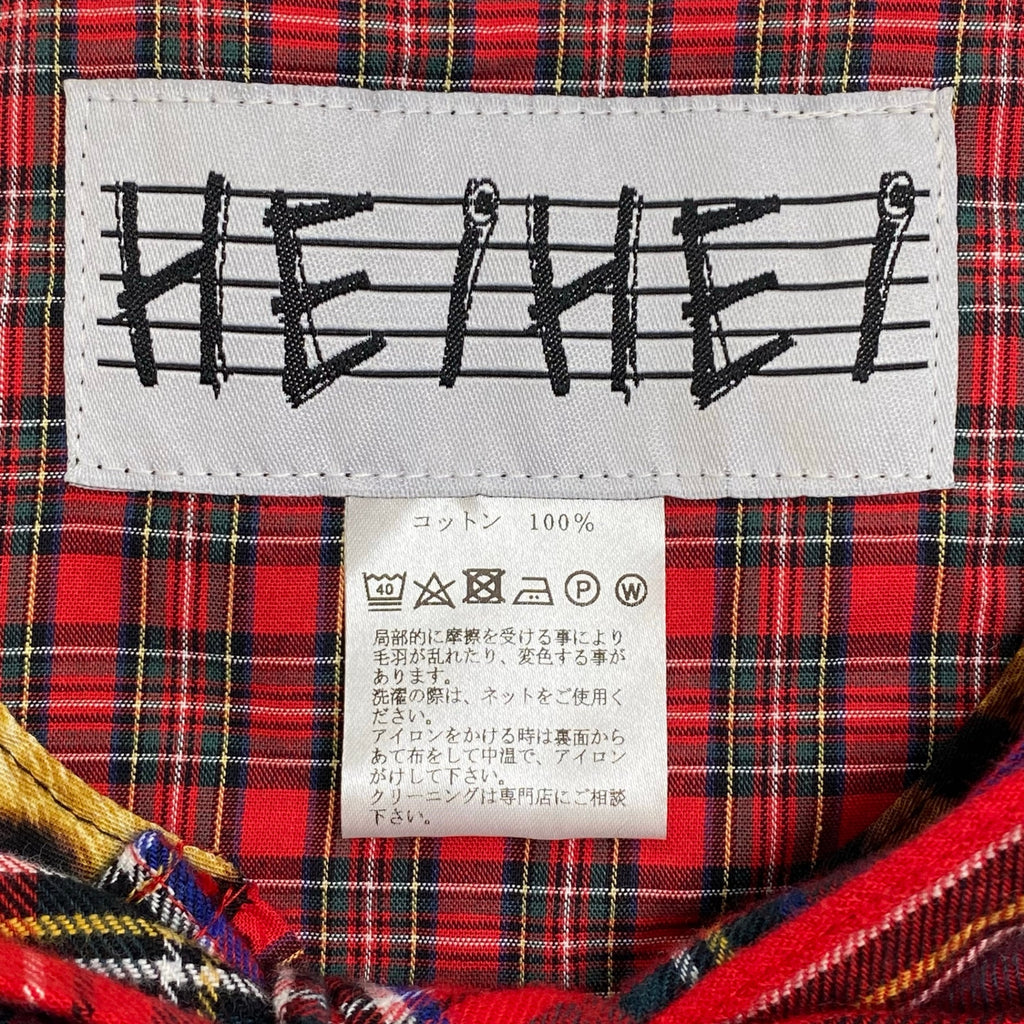 HEIHEI
コットン 100%
40 P W
局部的に摩擦を受ける事により
毛羽が乱れたり、変色する事が
あります。
洗濯の際は、ネットをご使用く
ださい。
アイロンをかける時は裏面から
あて布をして中温で、アイロン
がけして下さい。
クリーニングは専門店にご相談
下さい。